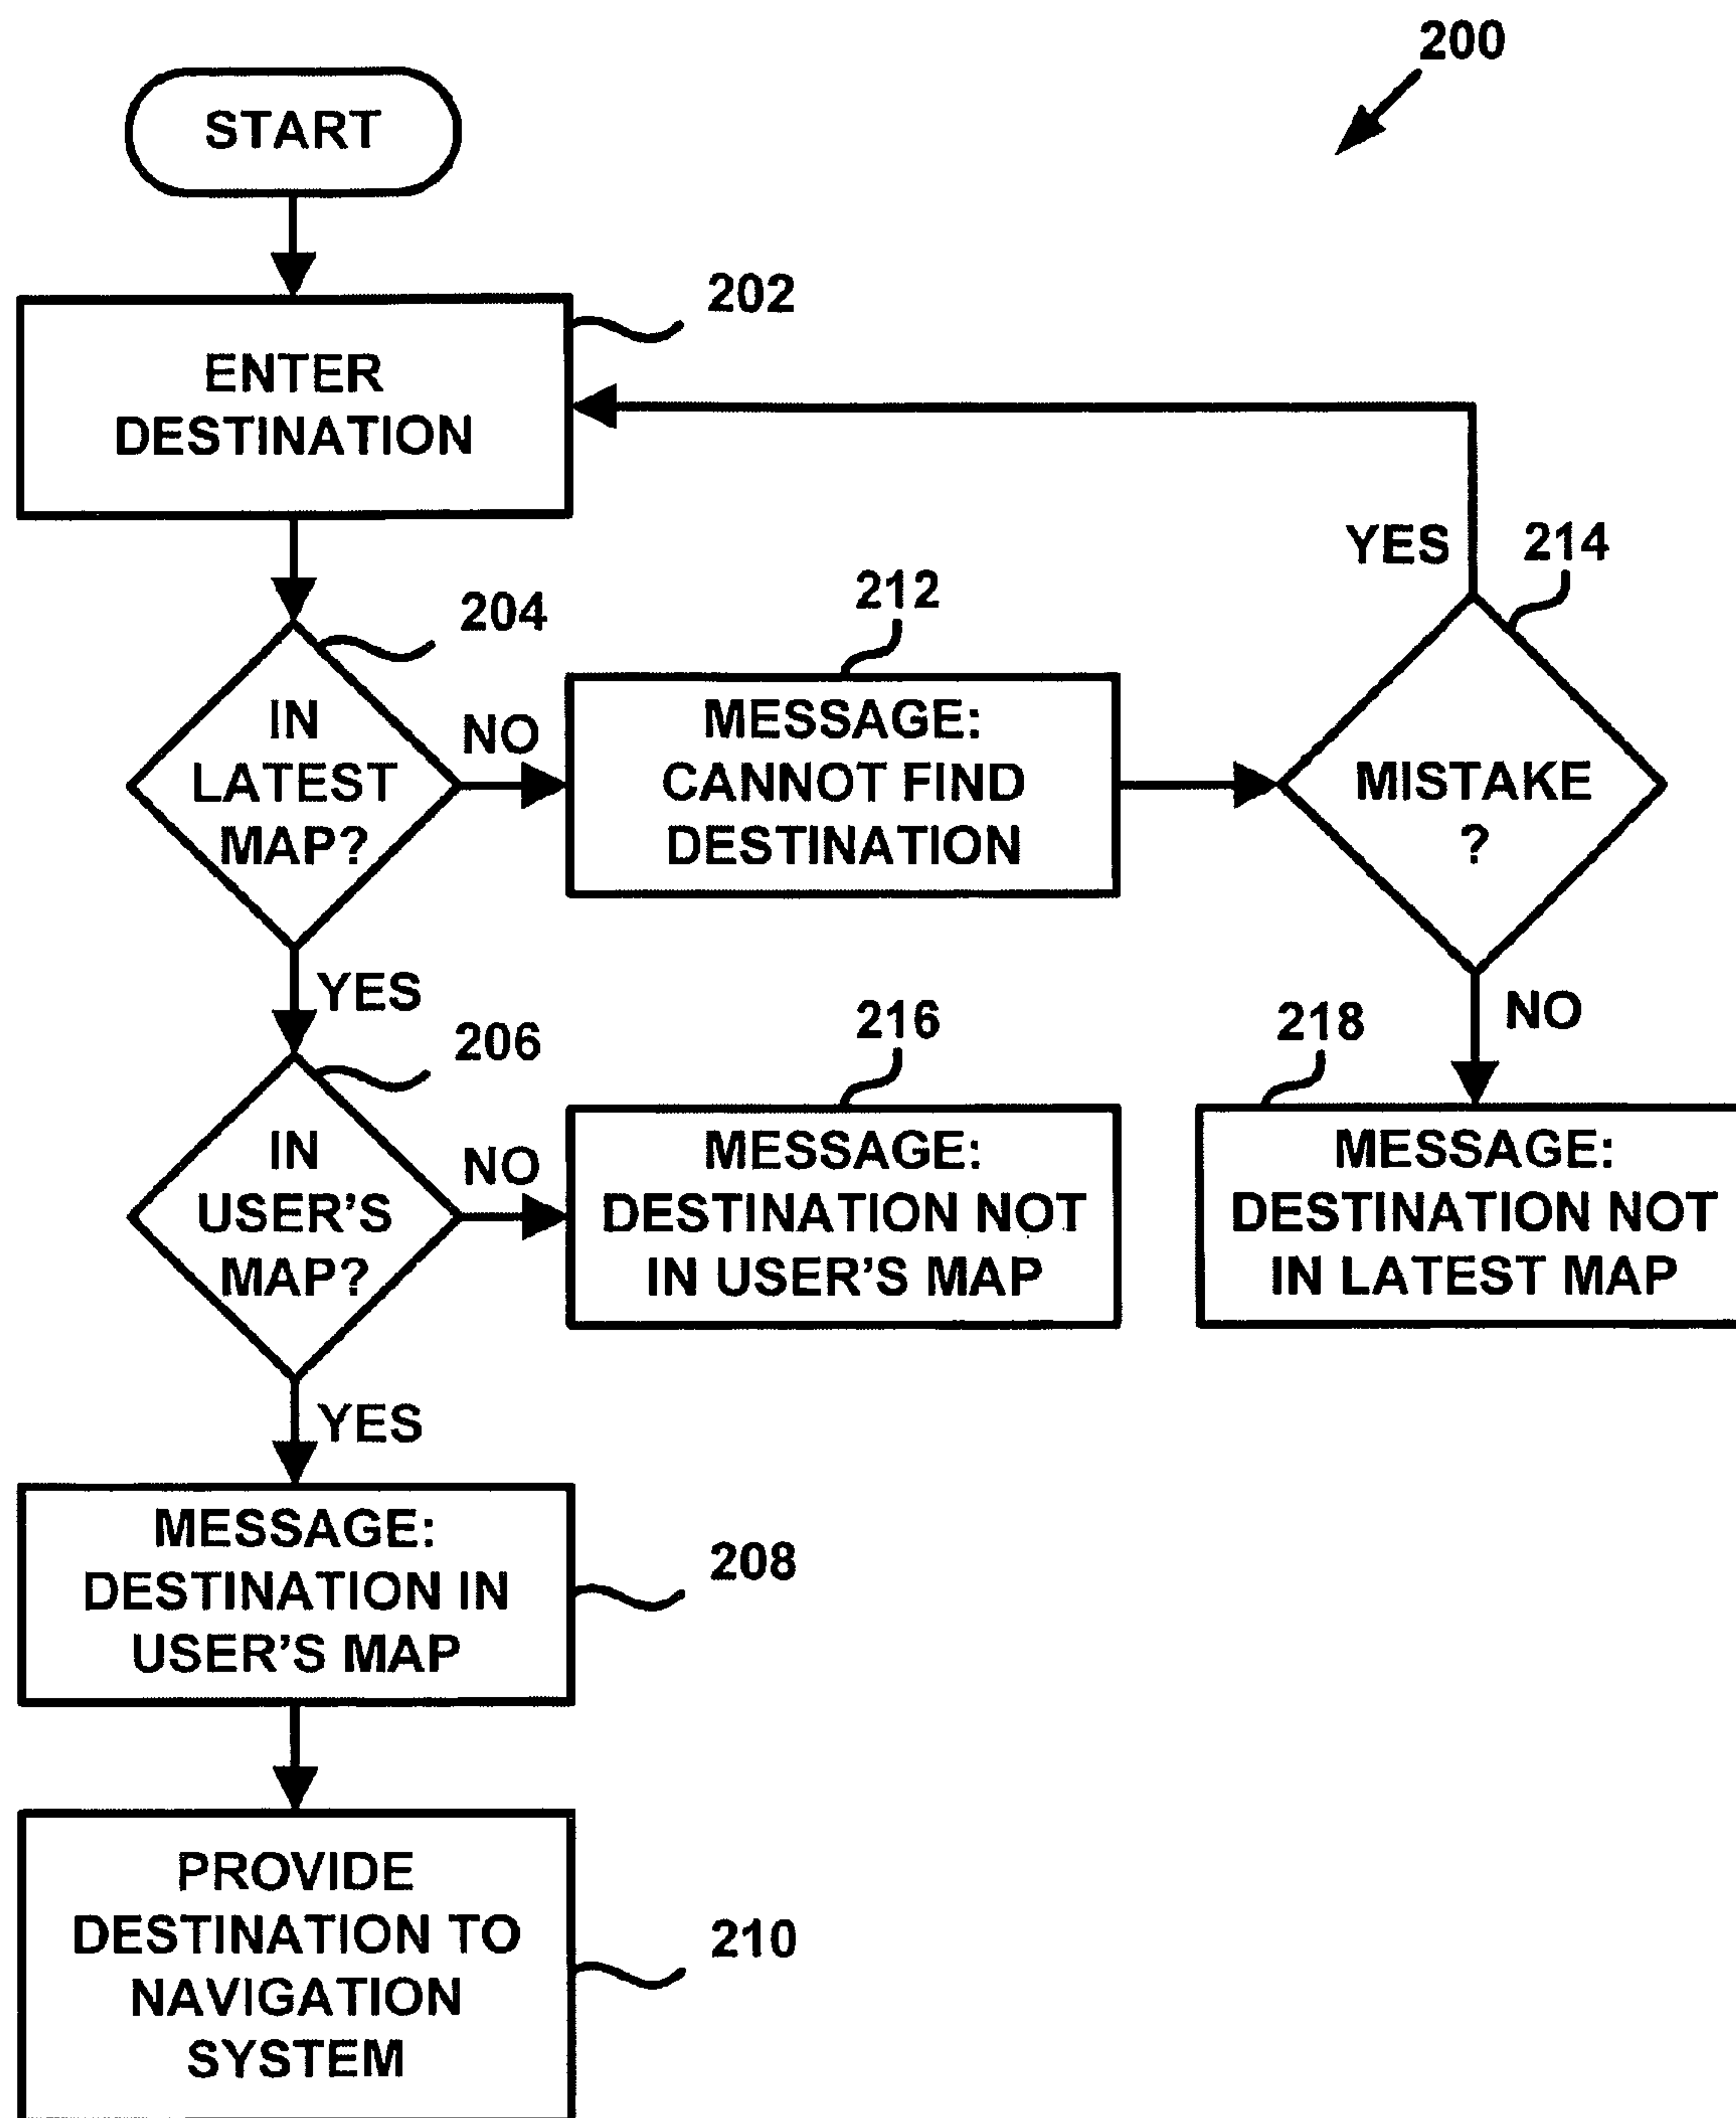 200
START
202
ENTER
DESTINATION
YES
214
212
204
IN
LATEST
MAP?
NO
MESSAGE:
CANNOT FIND
DESTINATION
MISTAKE
?
YES
NO
206
216
218
IN
USER'S
MAP?
NO
MESSAGE:
DESTINATION NOT
IN USER'S MAP
MESSAGE:
DESTINATION NOT
IN LATEST MAP
YES
MESSAGE:
DESTINATION IN
USER'S MAP
208
PROVIDE
DESTINATION TO
NAVIGATION
SYSTEM
210